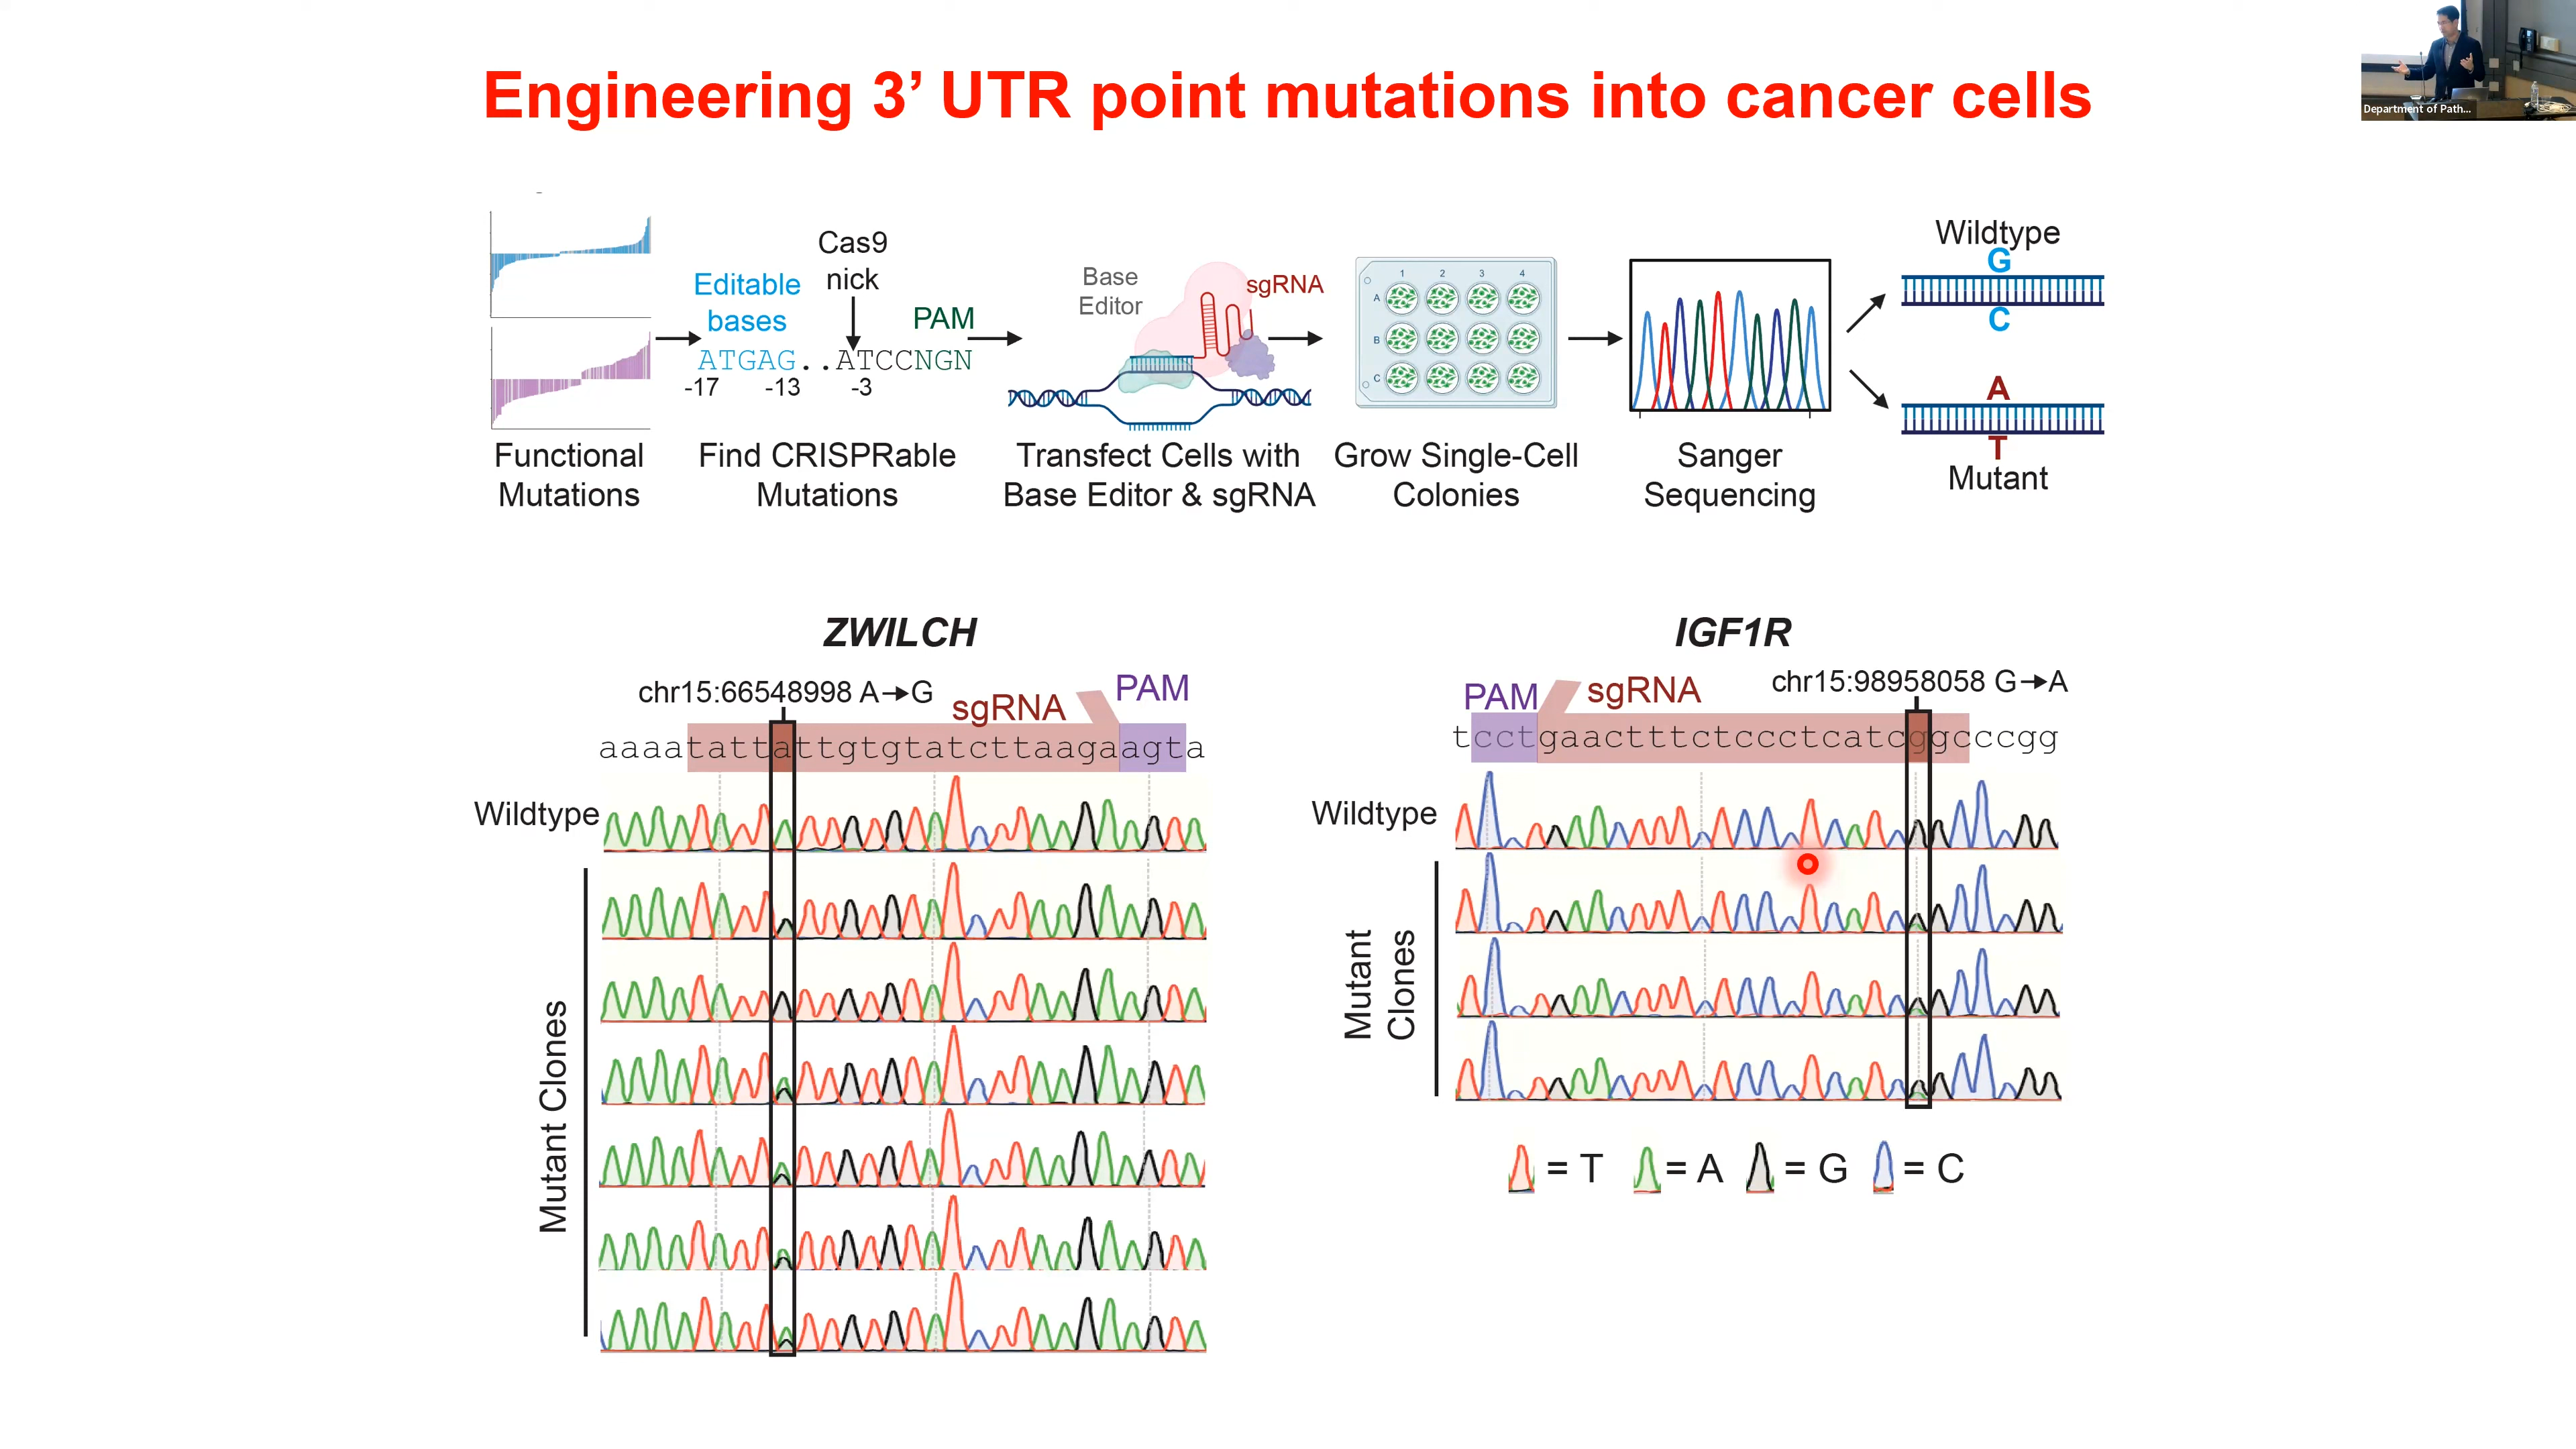 Engineering 3’ UTR point mutations into cancer cells
Department of Path...
Editable
bases
Cas9
nick
PAM
ATGAG..ATCCNGN
-17 -13 -3
Base
Editor
sgRNA
1 2 3 4
A
B
C
Wildtype
G
C
A
T
Mutant
Functional
Mutations
Find CRISPRable
Mutations
Transfect Cells with
Base Editor & sgRNA
Grow Single-Cell
Colonies
Sanger
Sequencing
ZWILCH
chr15:66548998 A→G
sgRNA
PAM
aaaatattattgtgtatcttaagaagta
Wildtype
Mutant Clones
IGF1R
PAM
sgRNA
chr15:98958058 G→A
tcctgaactttctccctcatcggcccgg
Wildtype
Mutant
Clones
= T = A = G = C